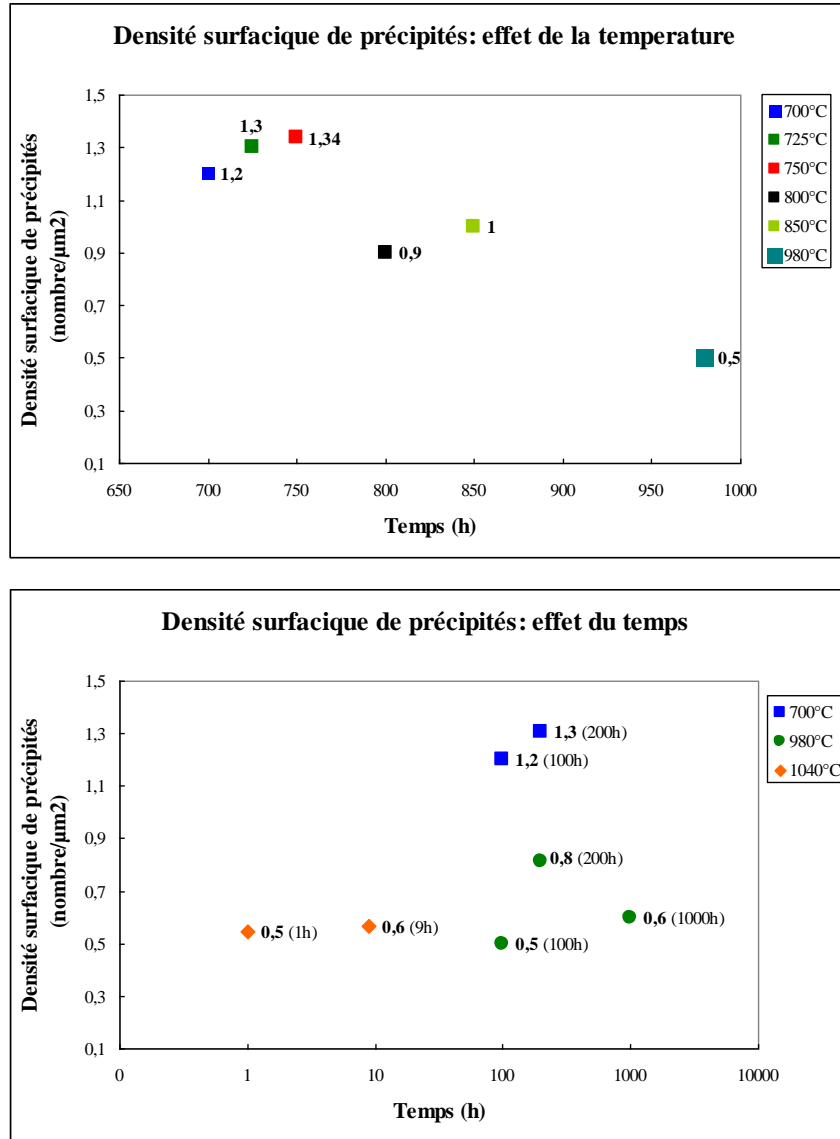 Densité surfacique de précipités: effet de la temperature
Densité surfacique de précipités
(nombre/µm2)
1,5
1,3
1,1
0,9
0,7
0,5
0,3
0,1
1,3
1,34
1,2
0,9
1
0,5
650
700
750
800
850
900
950
1000
Temps (h)
700°C
725°C
750°C
800°C
850°C
980°C
Densité surfacique de précipités: effet du temps
Densité surfacique de précipités
(nombre/µm2)
1,5
1,3
1,1
0,9
0,7
0,5
0,3
0,1
1,3 (200h)
1,2 (100h)
0,8 (200h)
0,5 (1h)
0,6 (9h)
0,5 (100h)
0,6 (1000h)
0
1
10
100
1000
10000
Temps (h)
700°C
980°C
1040°C